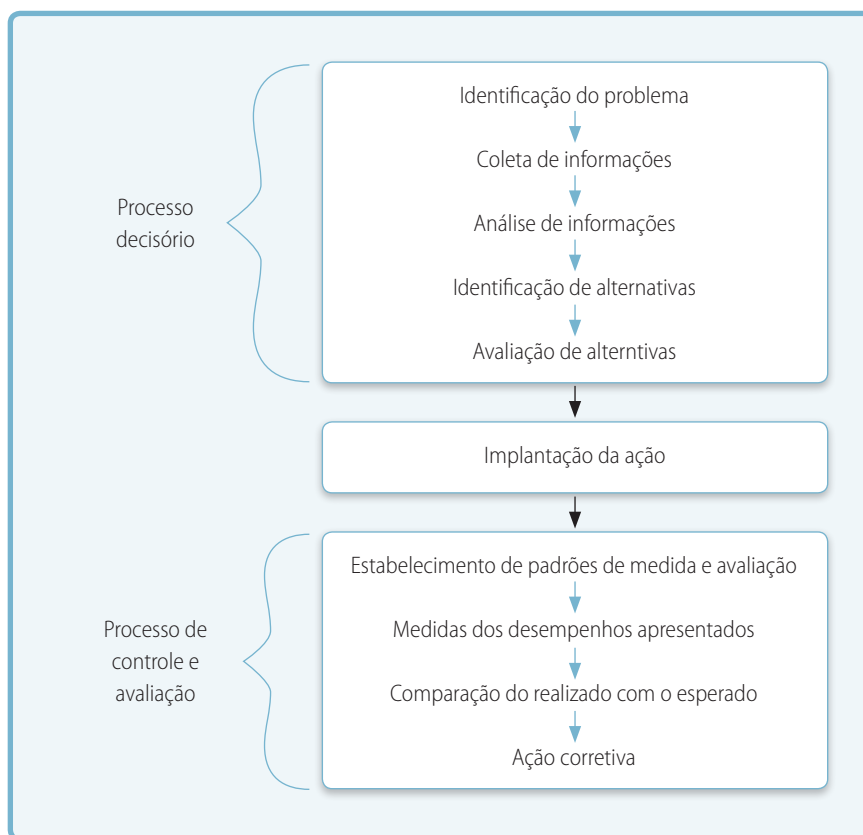 Identificação do problema
Coleta de informações
Processo
decisório
Análise de informações
Identificação de alternativas
Avaliação de alterntivas
Implantação da ação
Estabelecimento de padrões de medida e avaliação
Medidas dos desempenhos apresentados
Processo de
controle e
avaliação
Comparação do realizado com o esperado
Ação corretiva